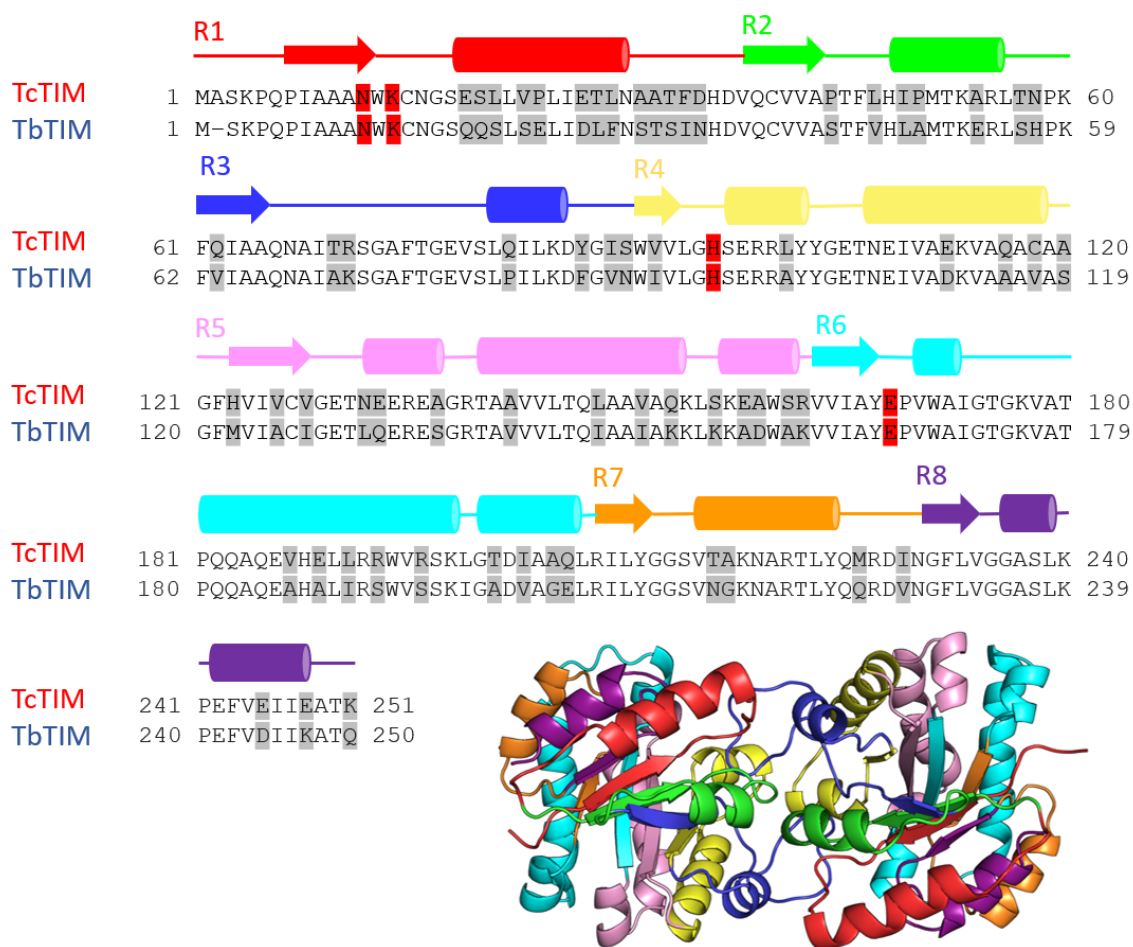 R1 R2
TcTIM 1 MASKPQPIAAANWKCNGSESLLVPLIETLNAATFDHDVQCVVAPTFLHIPMTKARLTNPK 60
TbTIM 1 M-SKPQPIAAANWKCNGSQQSLSELIDLFNSTSINHDVQCVVASTFVHLAMTKERLSHPK 59
R3 R4
TcTIM 61 FQIAAQNAITRSGAFTGEVSLQILKDYGISWVVLGHSERRLYYGETNEIVAEKVAQACAA 120
TbTIM 62 FVIAAQNAIAKSGAFTGEVSLPILKDFGVNWIVLGHSERRAYYGETNEIVADKVAAAVAS 119
R5 R6
TcTIM 121 GFHVIVCVGETNEEREAGRTAAVVLTQLAAVAQKLSKEAWSRVVIAYEPVWAIGTGKVAT 180
TbTIM 120 GFMVIACIGETLQERESGRTAVVVLTQIAAIAKKLKKADWAKVVIAYEPVWAIGTGKVAT 179
R7 R8
TcTIM 181 PQQAQEVHELLRRWVRSKLGTDIAAQLRILYGGSVTAKNARTLYQMRDINGFLVGGASLK 240
TbTIM 180 PQQAQEAHALIRSWVSSKIGADVAGELRILYGGSVNGKNARTLYQQRDVNGFLVGGASLK 239
TcTIM 241 PEFVEIIEATK 251
TbTIM 240 PEFVDIIKATQ 250